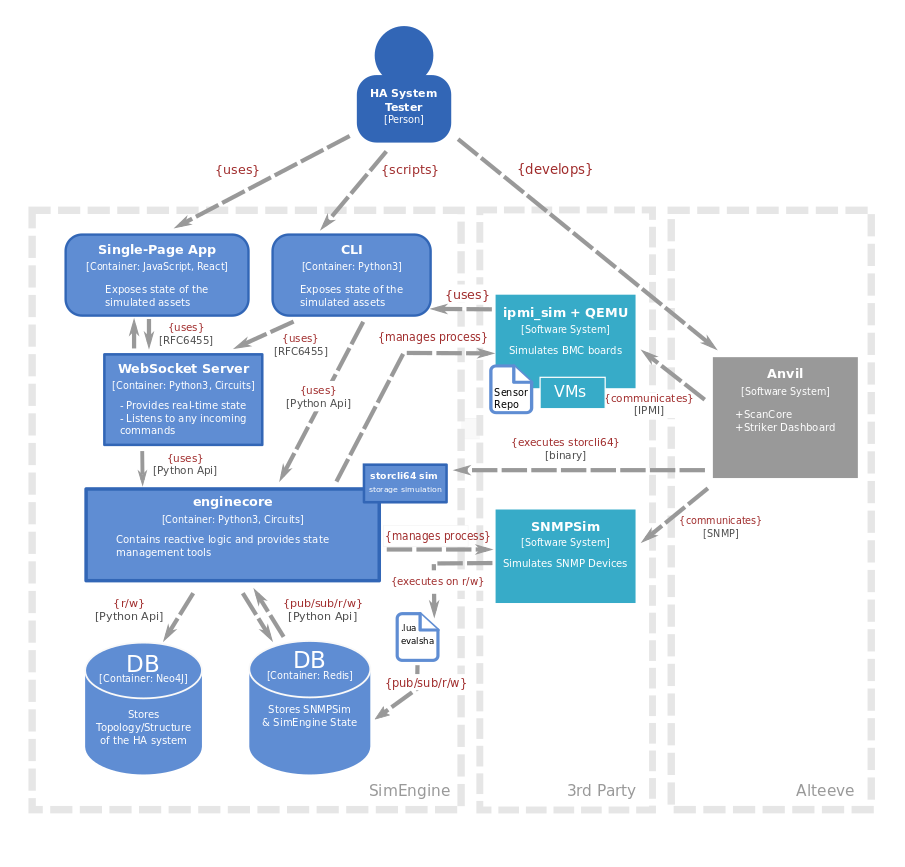 HA System
Tester
[Person]
{uses}
{scripts}
{develops}
Single-Page App
[Container: JavaScript, React]
Exposes state of the
simulated assets
CLI
[Container: Python3]
Exposes state of the
simulated assets
{uses}
ipmi_sim + QEMU
[Software System]
Simulates BMC boards
{uses}
[RFC6455]
{uses}
[RFC6455]
{manages process}
WebSocket Server
[Container: Python3, Circuits]
- Provides real-time state
- Listens to any incoming
commands
{uses}
[Python Api]
Sensor
Repo
VMs
{communicates}
[IPMI]
Anvil
[Software System]
+ScanCore
+Striker Dashboard
{uses}
[Python Api]
{executes storcli64}
[binary]
storcli64 sim
storage simulation
enginecore
[Container: Python3, Circuits]
Contains reactive logic and provides state
management tools
{manages process}
SNMPSim
[Software System]
Simulates SNMP Devices
{communicates}
[SNMP]
{executes on r/w}
{r/w}
[Python Api]
{pub/sub/r/w}
[Python Api]
.lua
evalsha
DB
[Container: Neo4J]
Stores
Topology/Structure
of the HA system
DB
[Container: Redis]
Stores SNMPSim
& SimEngine State
{pub/sub/r/w}
SimEngine
3rd Party
Alteeve